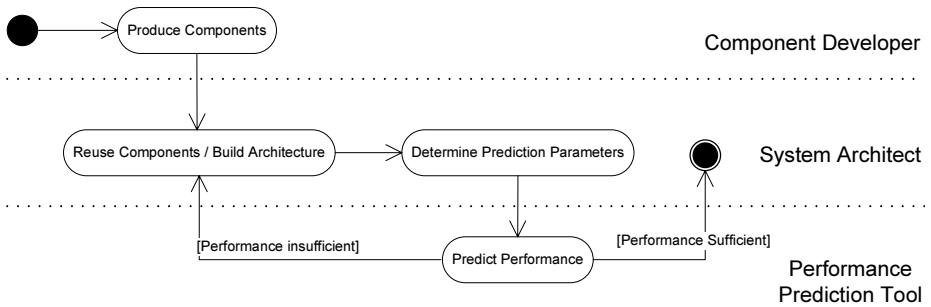 Produce Components
Component Developer
Reuse Components / Build Architecture
Determine Prediction Parameters
System Architect
[Performance insufficient]
[Performance Sufficient]
Predict Performance
Performance
Prediction Tool